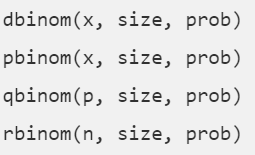 dbinom(x, size, prob)
pbinom(x, size, prob)
qbinom(p, size, prob)
rbinom(n, size, prob)